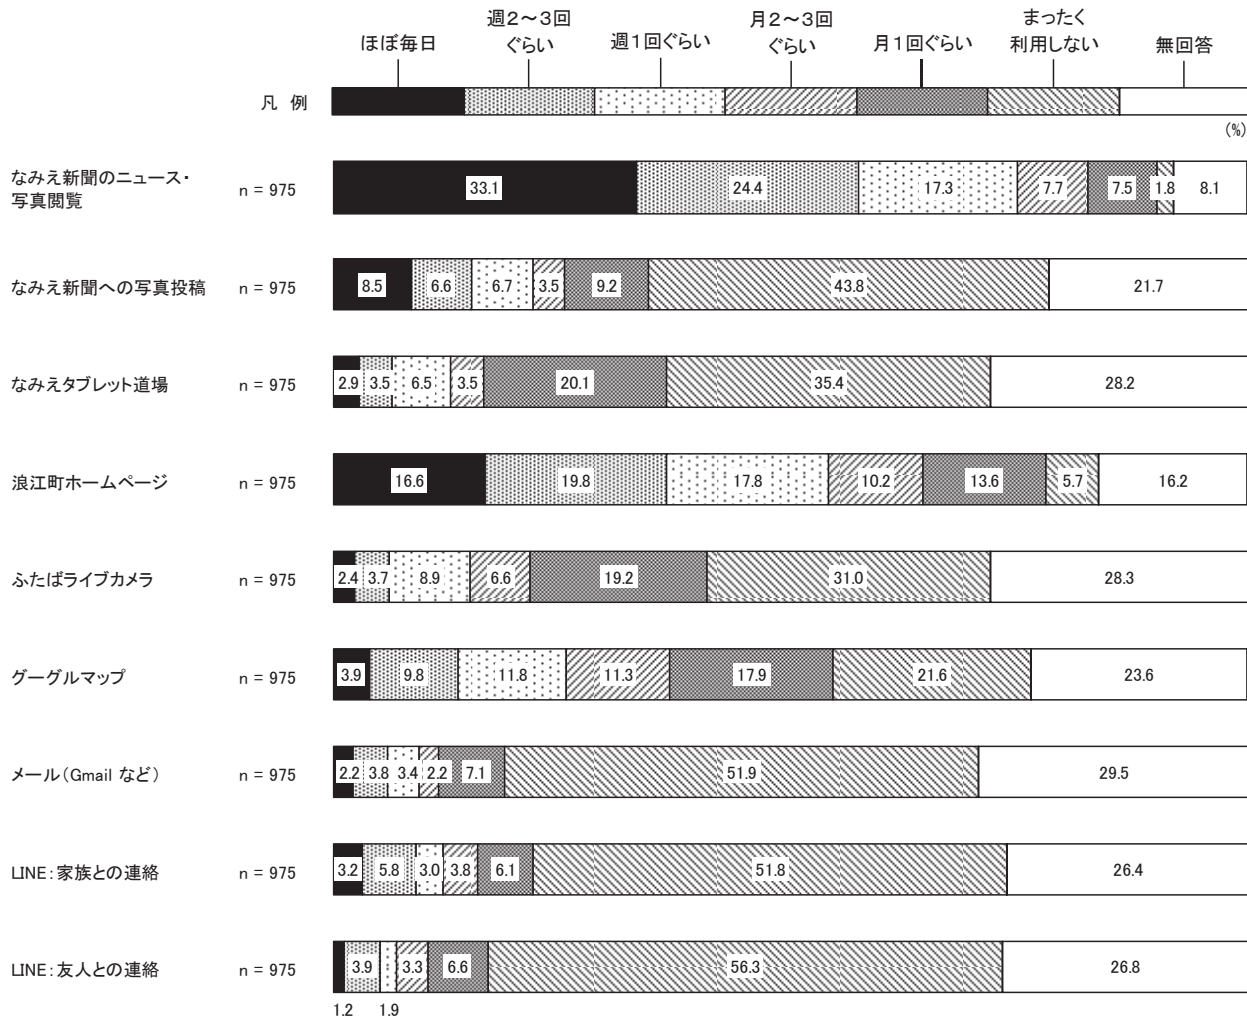 ほぼ毎日
週2～3回
ぐらい
週1回ぐらい
月2～3回
ぐらい
月1回ぐらい
まったく
利用しない
無回答
凡 例
(%)
なみえ新聞のニュース・
写真閲覧
n = 975
33.1 24.4 17.3 7.7 7.5 1.8 8.1
なみえ新聞への写真投稿 n = 975 8.5 6.6 6.7 3.5 9.2 43.8 21.7
なみえタブレット道場 n = 975 2.9 3.5 6.5 3.5 20.1 35.4 28.2
浪江町ホームページ n = 975 16.6 19.8 17.8 10.2 13.6 5.7 16.2
ふたばライブカメラ n = 975 2.4 3.7 8.9 6.6 19.2 31.0 28.3
グーグルマップ n = 975 3.9 9.8 11.8 11.3 17.9 21.6 23.6
メール（Gmail など） n = 975 2.2 3.8 3.4 2.2 7.1 51.9 29.5
LINE：家族との連絡 n = 975 3.2 5.8 3.0 3.8 6.1 51.8 26.4
LINE：友人との連絡 n = 975 3.9 3.3 6.6 56.3 26.8
1.2 1.9